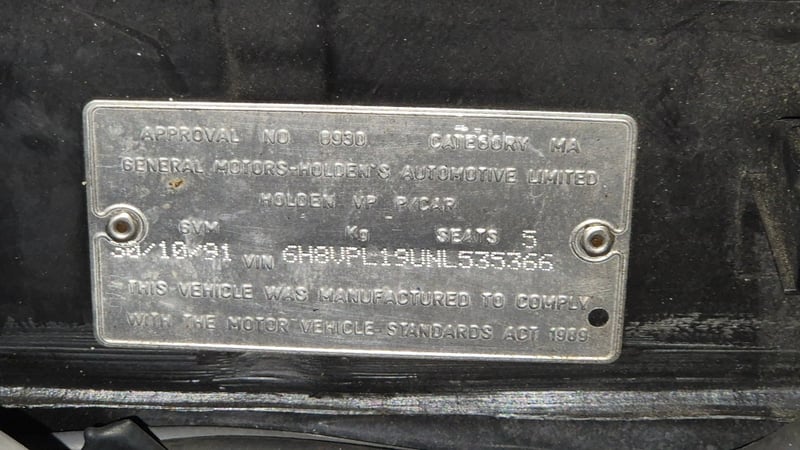 APPROVAL NO 0930 CATEGORY MA
GENERAL MOTORS-HOLDEN'S AUTOMOTIVE LIMITED
HOLDEN VP P/CAR
GVM Kg SEATS 5
30/10/91 VIN 6H8VPL19UNL535366
THIS VEHICLE WAS MANUFACTURED TO COMPLY
WITH THE MOTOR VEHICLE STANDARDS ACT 1989